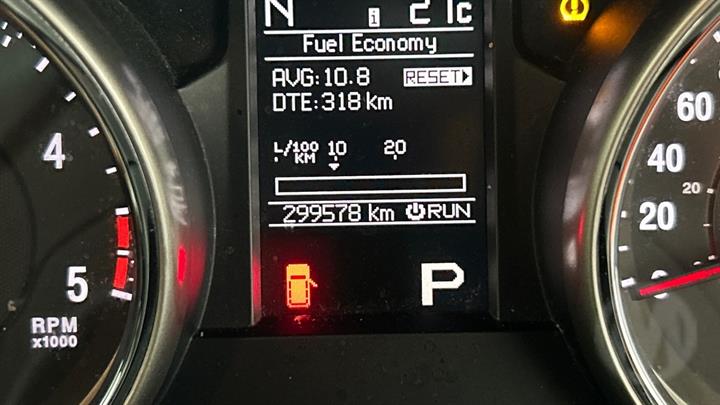 N i 21c
Fuel Economy
AVG:10.8 RESET
DTE:318 km
L/100 KM 10 20
299578 km RUN
P
4
5
RPM
x1000
60
40
20
20
0